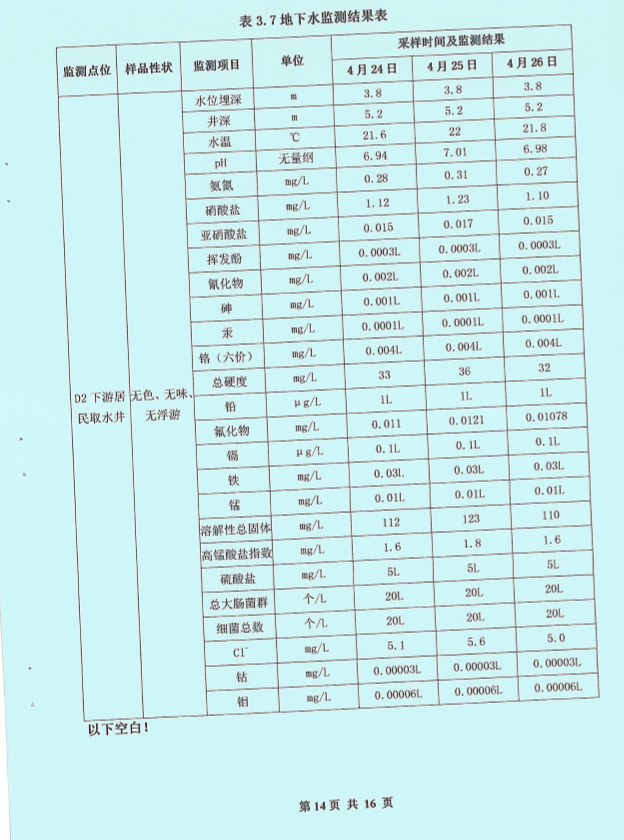 表 3.7 地下水监测结果表
监测点位 样品性状 监测项目 单位 采样时间及监测结果
4月24日 4月25日 4月26日
水位埋深 m 3.8 3.8 3.8
井深 m 5.2 5.2 5.2
水温 ℃ 21.6 22 21.8
pH 无量纲 6.94 7.01 6.98
氨氮 mg/L 0.28 0.31 0.27
硝酸盐 mg/L 1.12 1.23 1.10
亚硝酸盐 mg/L 0.015 0.017 0.015
挥发酚 mg/L 0.0003L 0.0003L 0.0003L
氰化物 mg/L 0.002L 0.002L 0.002L
砷 mg/L 0.001L 0.001L 0.001L
汞 mg/L 0.0001L 0.0001L 0.0001L
铬（六价） mg/L 0.004L 0.004L 0.004L
总硬度 mg/L 33 36 32
D2 下游居 无色、无味、 铅 μg/L 1L 1L 1L
民取水井 无浮游 氟化物 mg/L 0.011 0.0121 0.01078
镉 μg/L 0.1L 0.1L 0.1L
铁 mg/L 0.03L 0.03L 0.03L
锰 mg/L 0.01L 0.01L 0.01L
溶解性总固体 mg/L 112 123 110
高锰酸盐指数 mg/L 1.6 1.8 1.6
硫酸盐 mg/L 5L 5L 5L
总大肠菌群 个/L 20L 20L 20L
细菌总数 个/L 20L 20L 20L
Cl⁻ mg/L 5.1 5.6 5.0
钴 mg/L 0.00003L 0.00003L 0.00003L
钼 mg/L 0.00006L 0.00006L 0.00006L
以下空白！
第 14 页 共 16 页